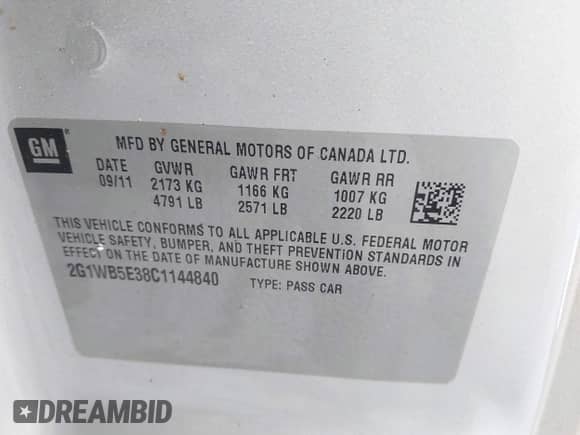 GM ®
MFD BY GENERAL MOTORS OF CANADA LTD.
DATE GVWR GAWR FRT GAWR RR
09/11 2173 KG 1166 KG 1007 KG
4791 LB 2571 LB 2220 LB
THIS VEHICLE CONFORMS TO ALL APPLICABLE U.S. FEDERAL MOTOR
VEHICLE SAFETY, BUMPER, AND THEFT PREVENTION STANDARDS IN
EFFECT ON THE DATE OF MANUFACTURE SHOWN ABOVE.
2G1WB5E38C1144840 TYPE: PASS CAR
DREAMBID